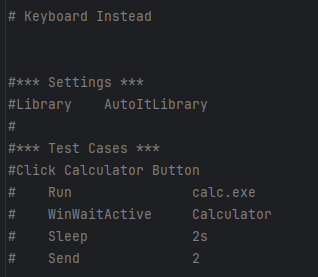 # Keyboard Instead
#*** Settings ***
#Library    AutoItLibrary
#
#*** Test Cases ***
#Click Calculator Button
#    Run               calc.exe
#    WinWaitActive     Calculator
#    Sleep             2s
#    Send              2